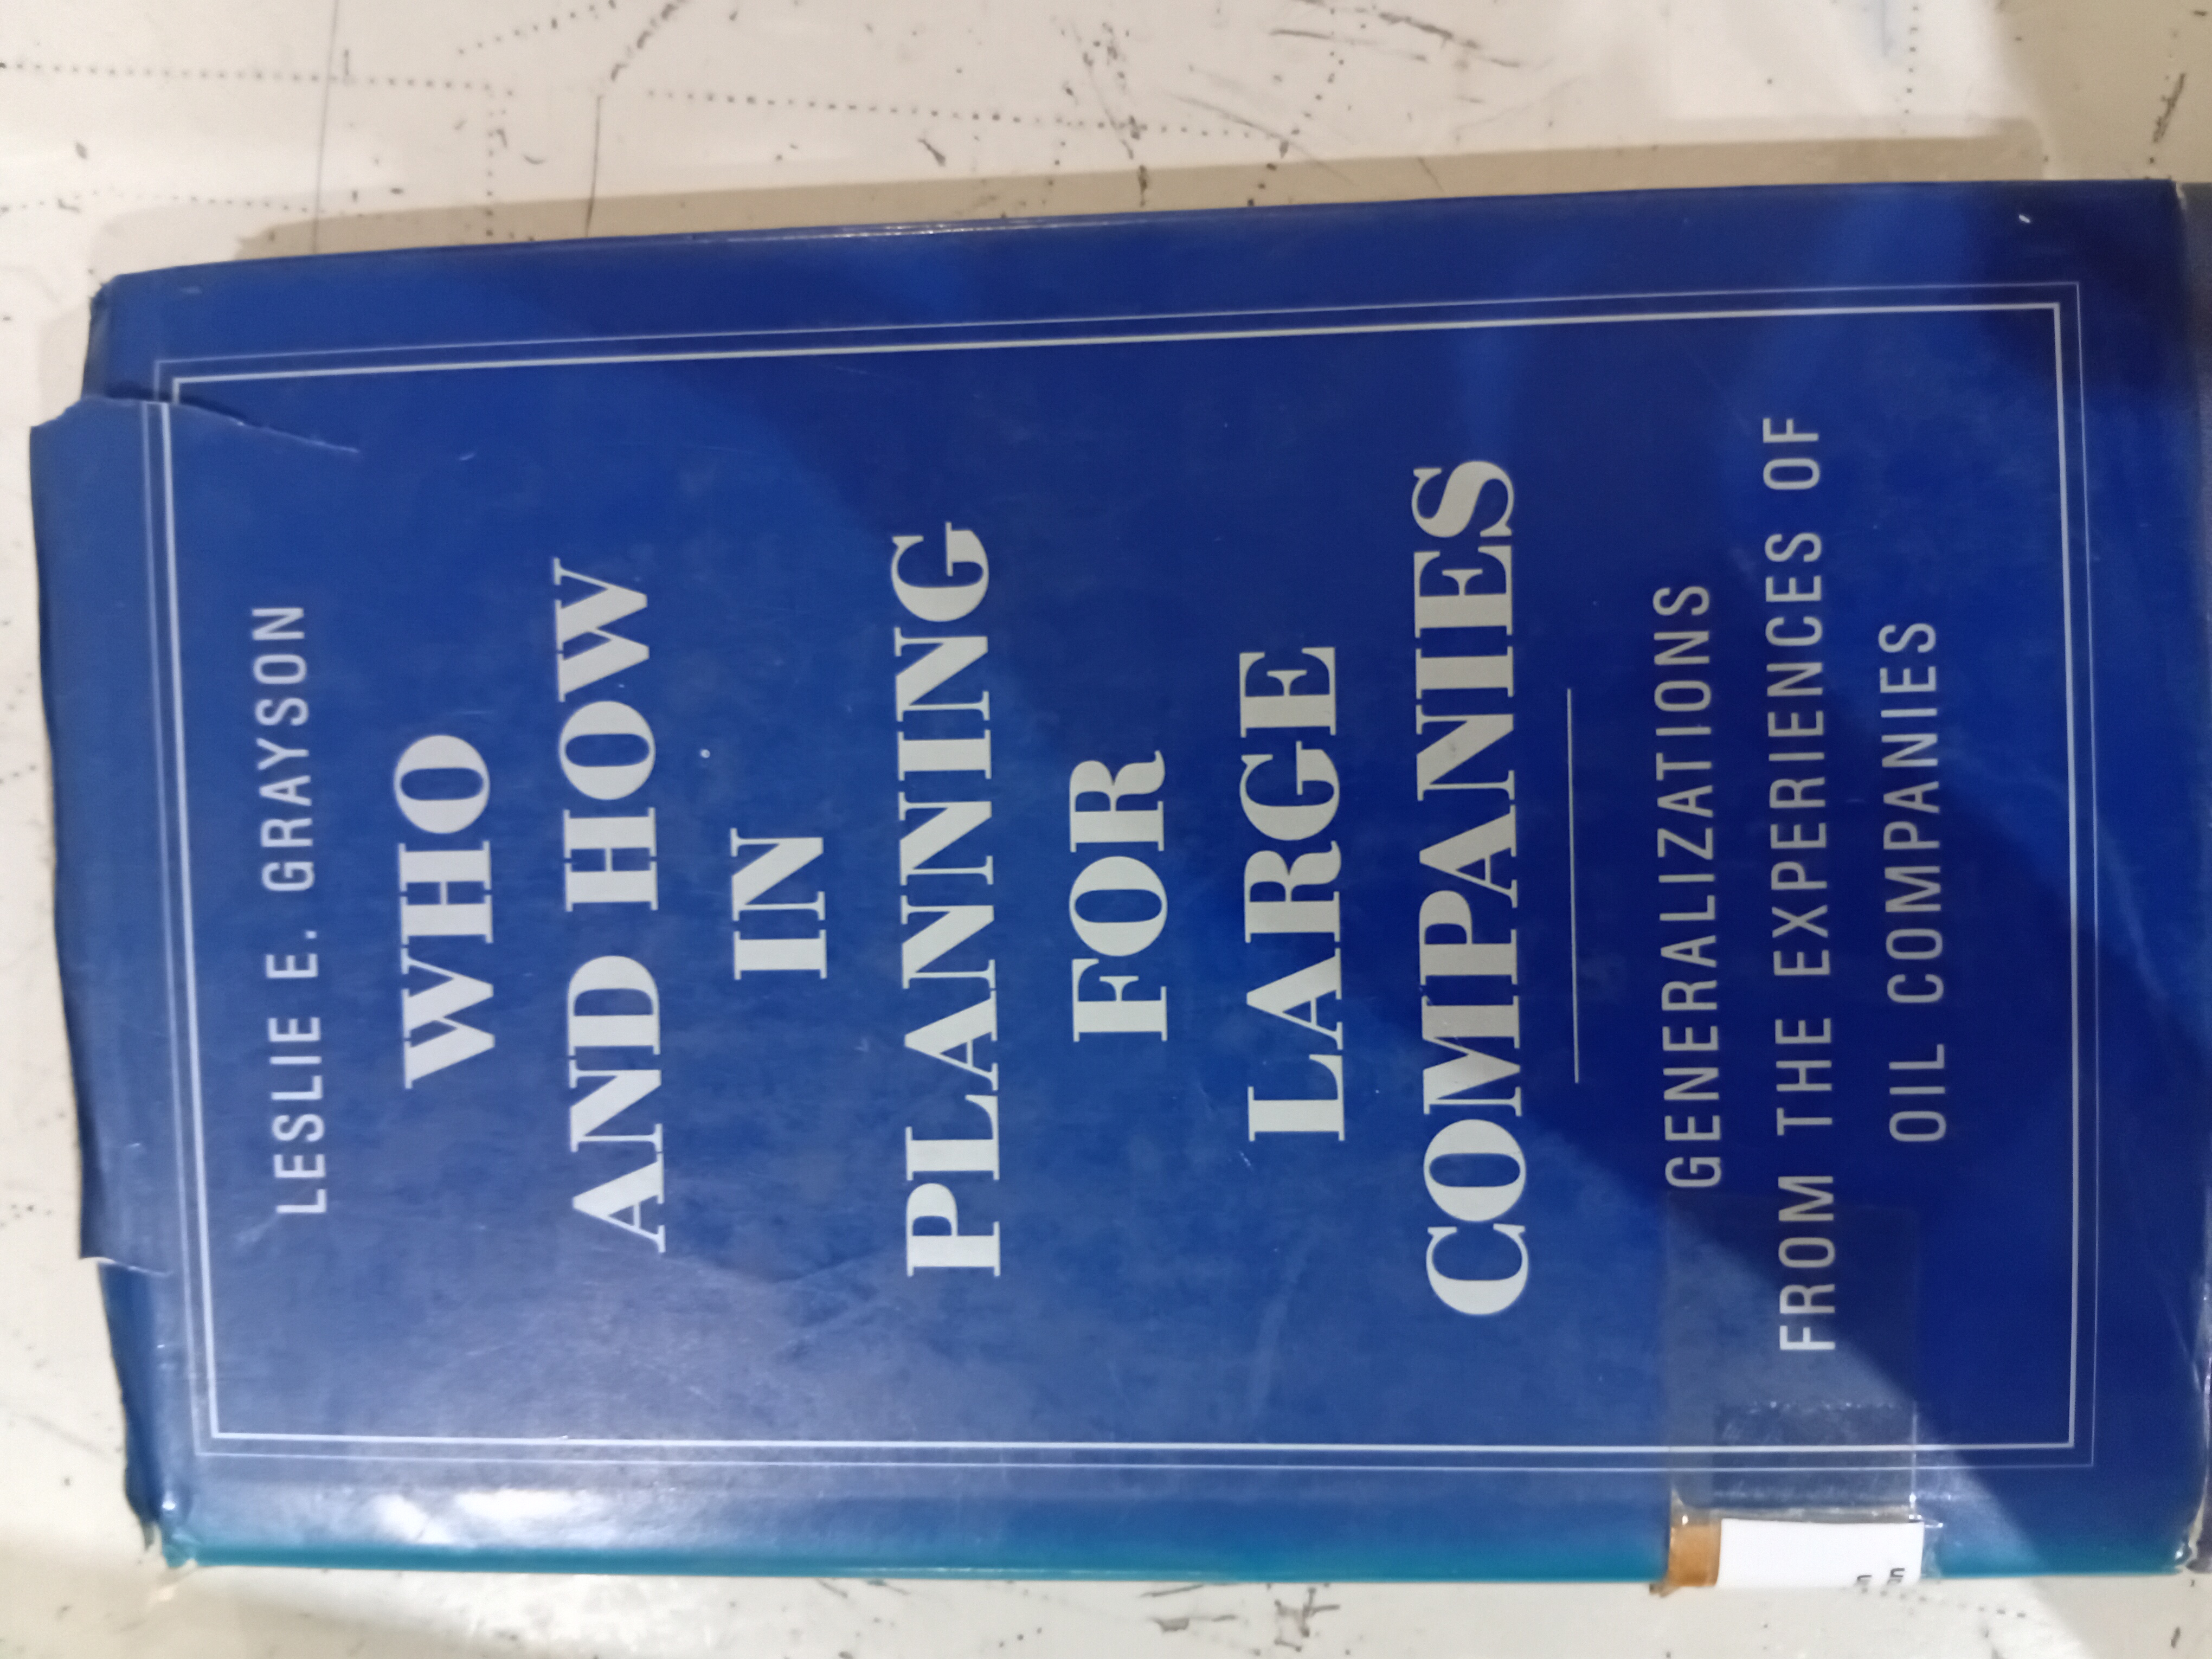 LESLIE E. GRAYSON
WHO
AND HOW
IN
PLANNING
FOR
LARGE
COMPANIES
GENERALIZATIONS
FROM THE EXPERIENCES OF
OIL COMPANIES